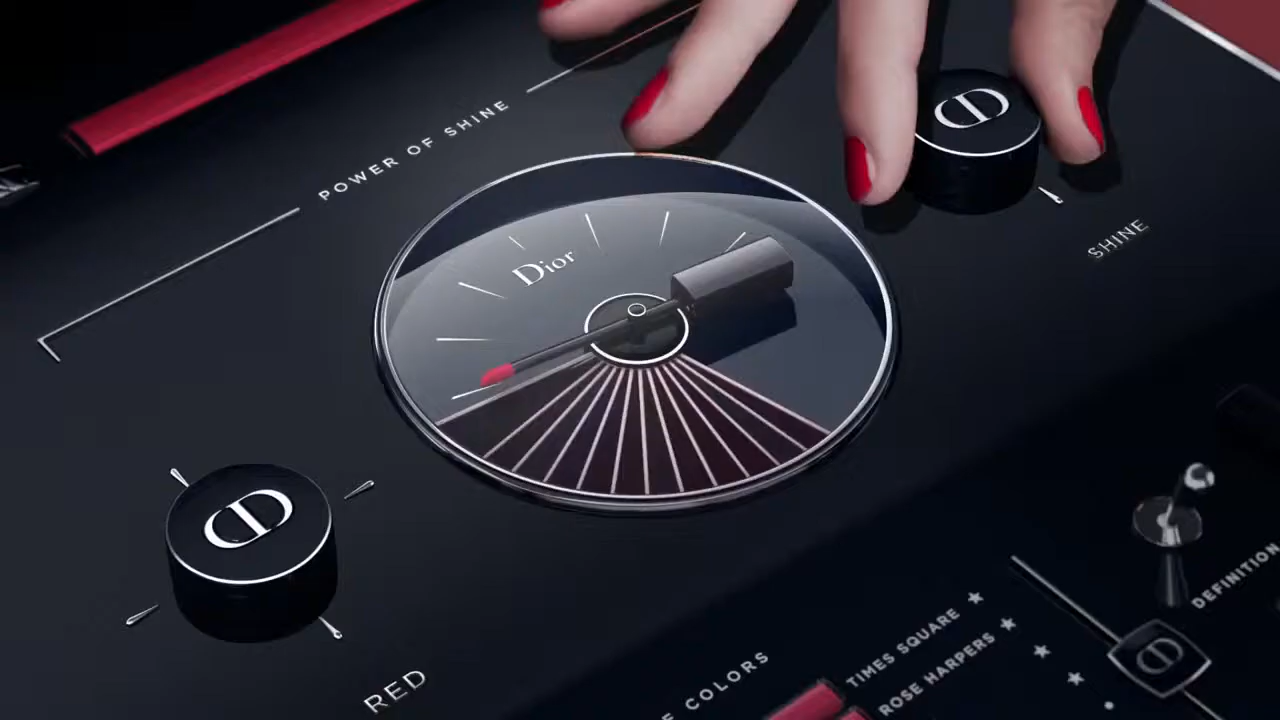 POWER OF SHINE
Dior
SHINE
RED
COLORS
TIMES SQUARE
ROSE HARPERS
DEFINITION